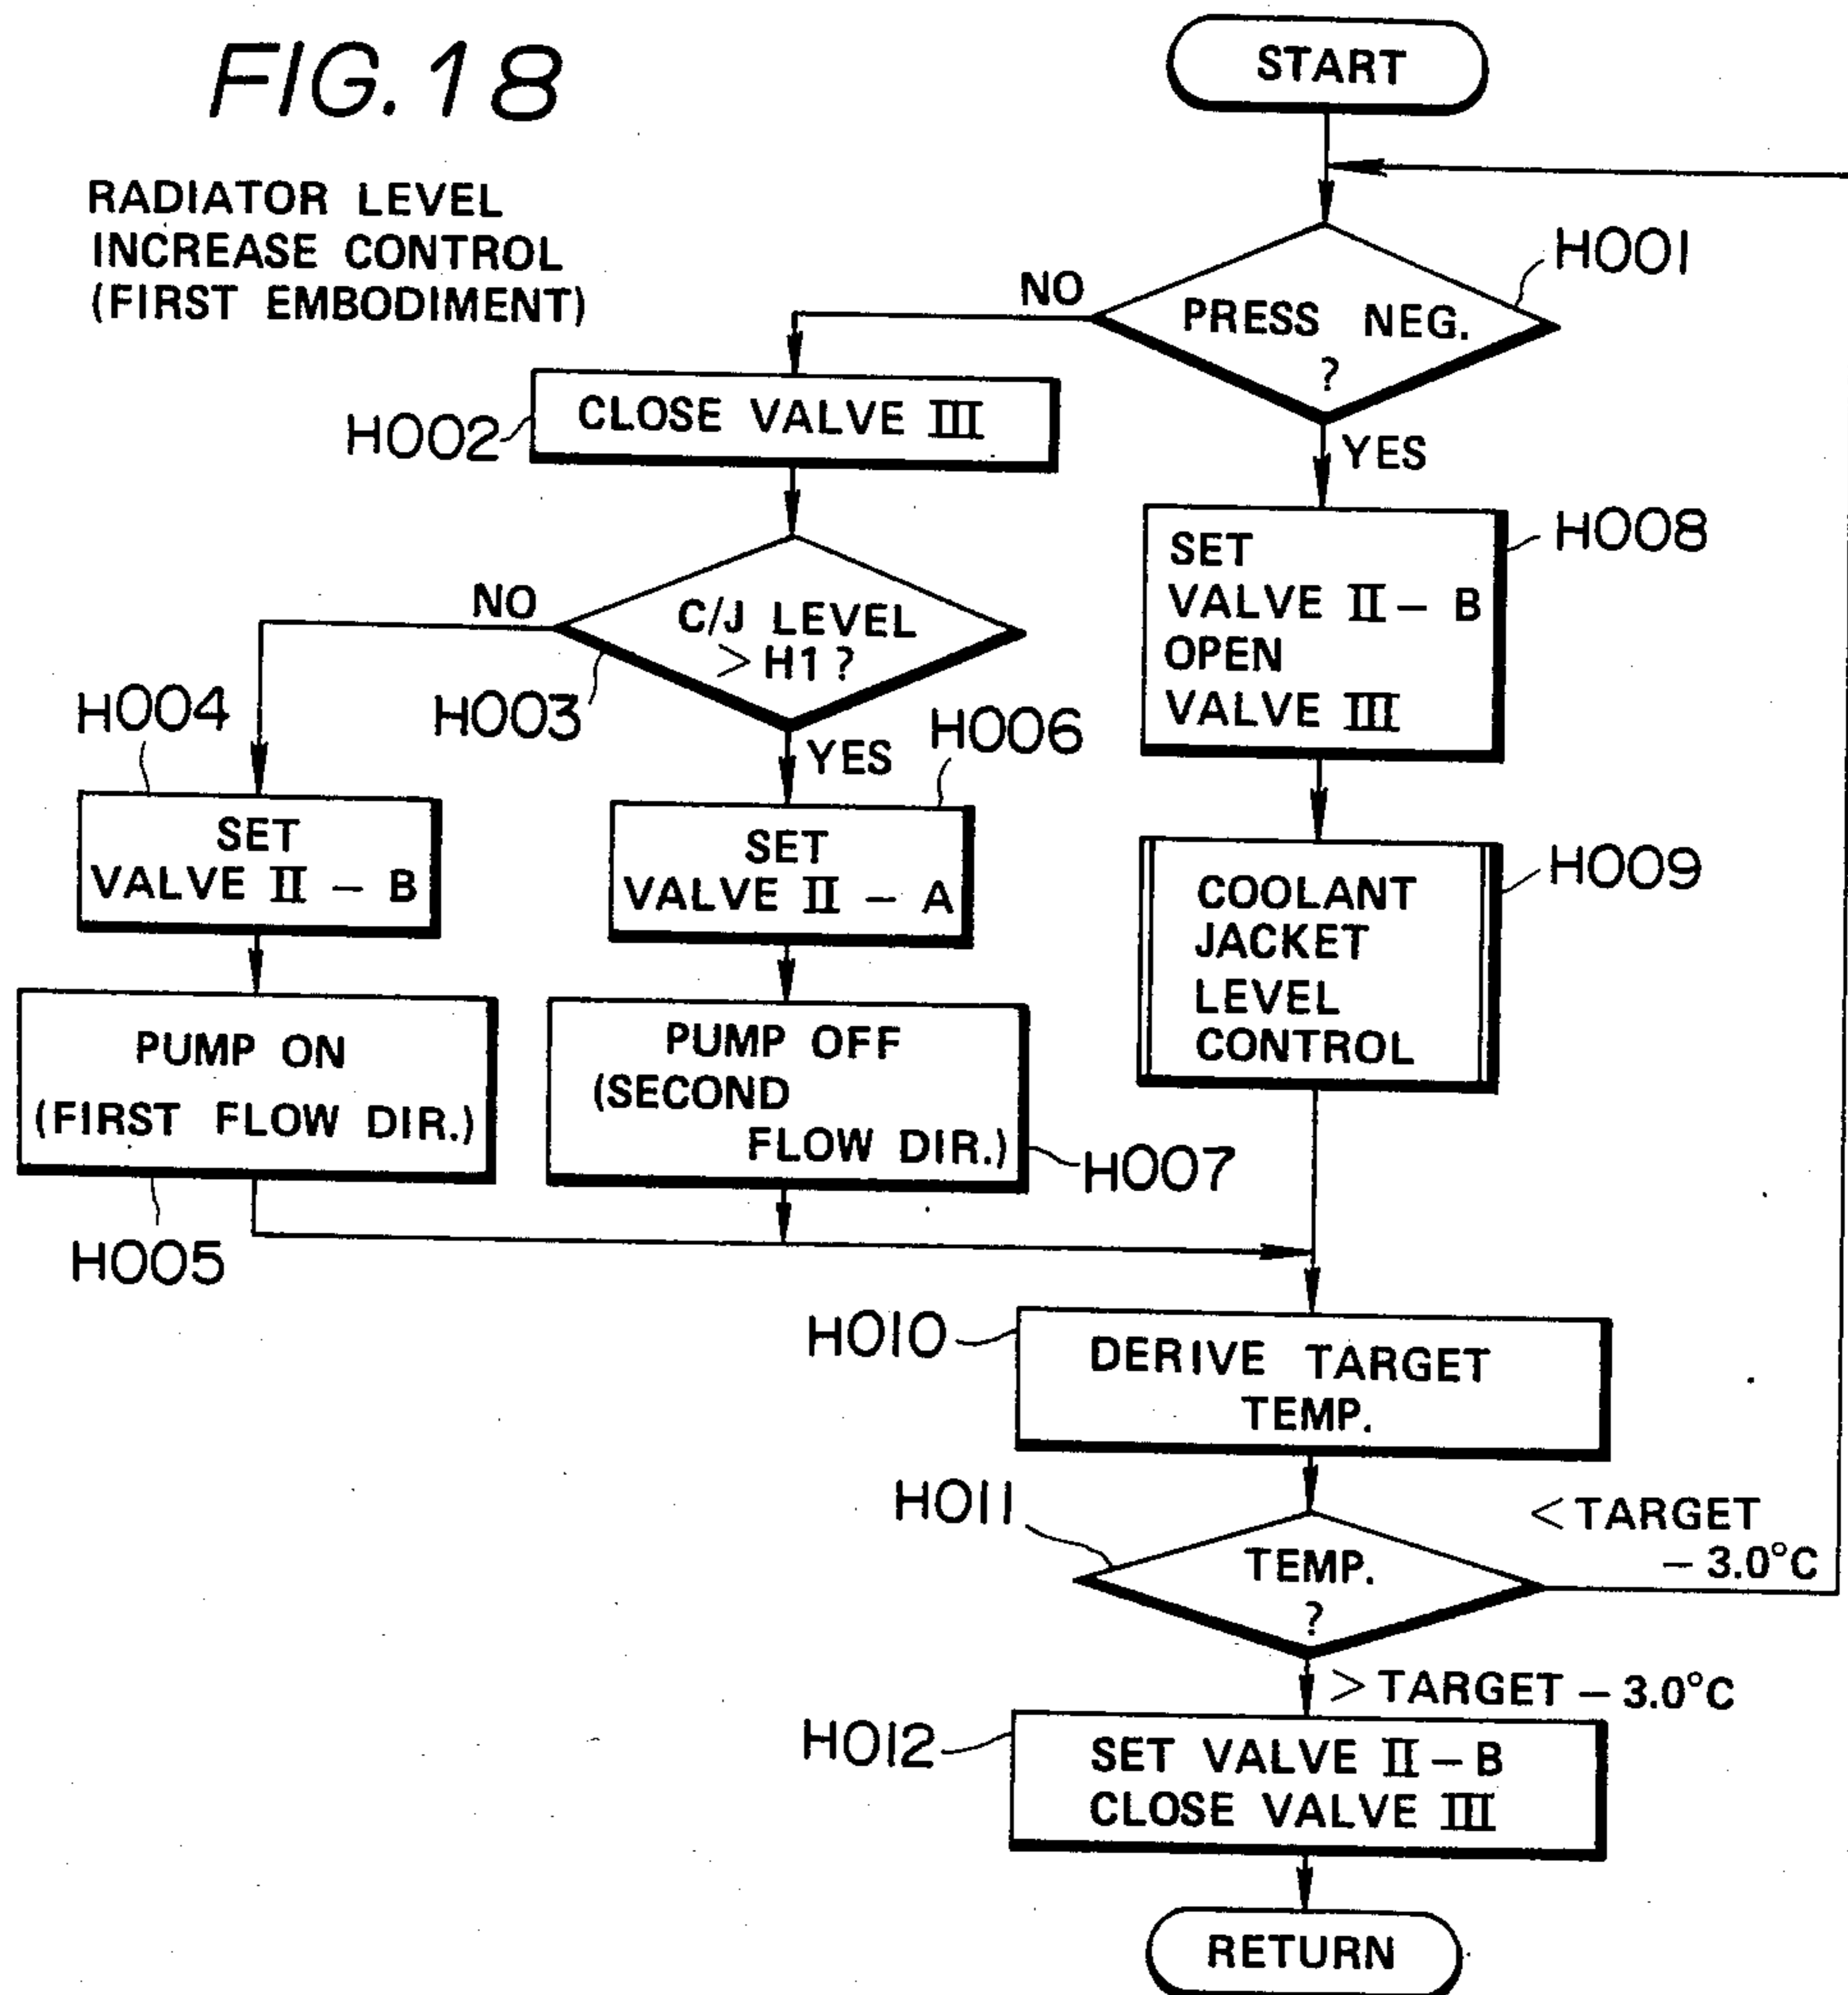 FIG. 18
RADIATOR LEVEL
INCREASE CONTROL
(FIRST EMBODIMENT)
START
H001
PRESS NEG.
?
NO
YES
H002
CLOSE VALVE III
H003
C/J LEVEL
> H1 ?
NO
YES
H004
SET
VALVE II - B
H005
PUMP ON
(FIRST FLOW DIR.)
H006
SET
VALVE II - A
H007
PUMP OFF
(SECOND
FLOW DIR.)
H008
SET
VALVE II - B
OPEN
VALVE III
H009
COOLANT
JACKET
LEVEL
CONTROL
H010
DERIVE TARGET
TEMP.
H011
TEMP.
?
< TARGET
- 3.0°C
> TARGET - 3.0°C
H012
SET VALVE II - B
CLOSE VALVE III
RETURN